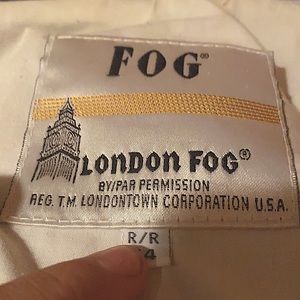 FOG®
LONDON FOG®
BY/PAR PERMISSION
REG. T.M. LONDONTOWN CORPORATION U.S.A.
R/R